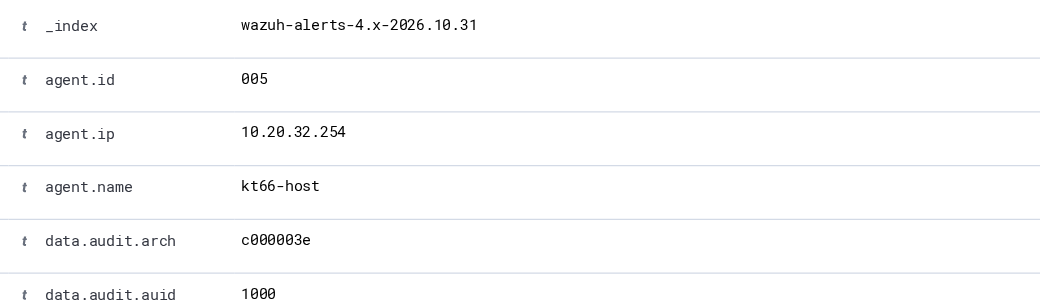 t _index wazuh-alerts-4.x-2026.10.31
t agent.id 005
t agent.ip 10.20.32.254
t agent.name kt66-host
t data.audit.arch c000003e
t data.audit.auid 1000